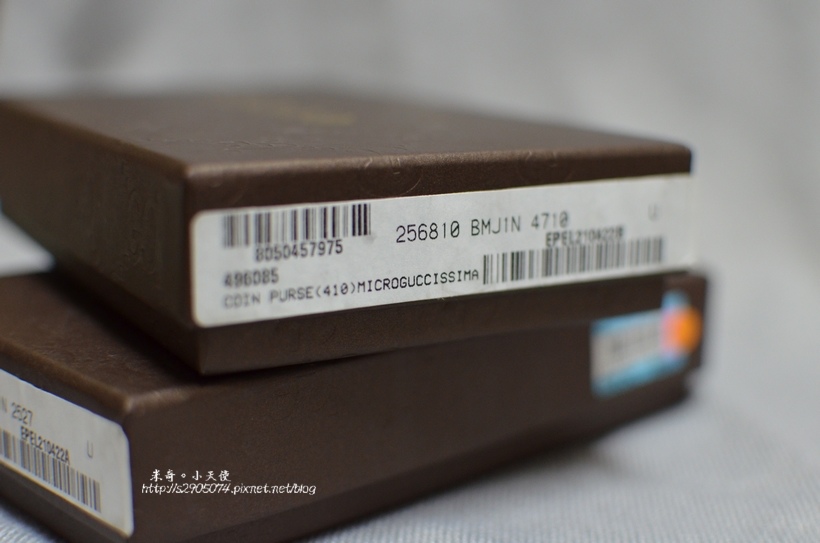 256810 BMJ1N 4710
U
8050457975
EPEL210422B
496085
COIN PURSE(410)MICROGUCCISSIMA
N 2527
EPEL210422A
U
米奇。小天使
http://s2905074.pixnet.net/blog